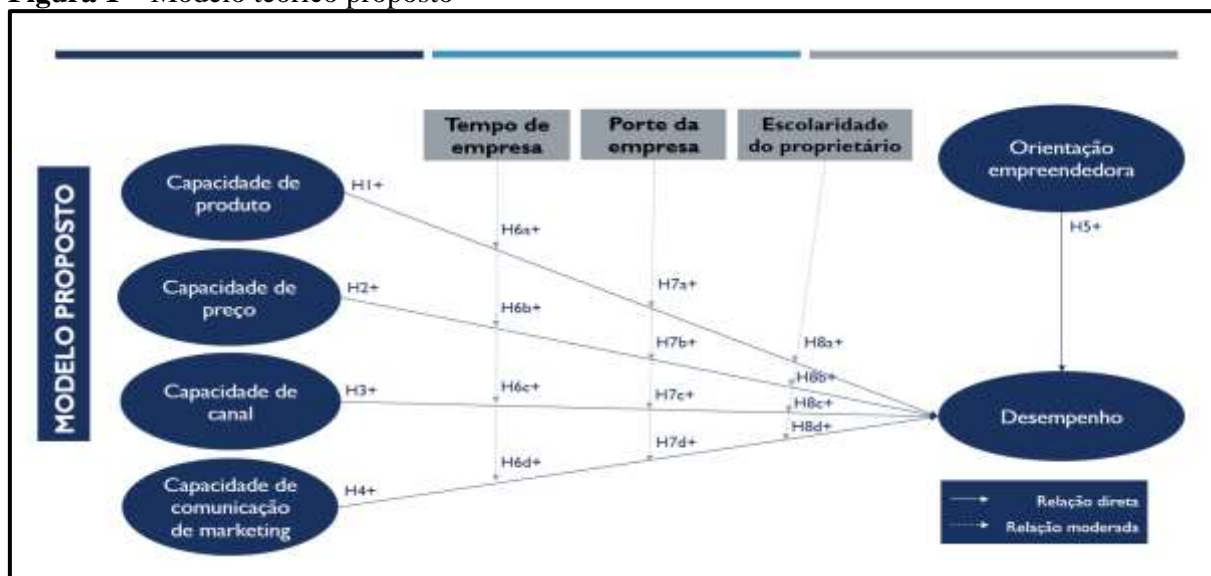 Figura 1 – Modelo teórico proposto
MODELO PROPOSTO
Tempo de
empresa
Porte da
empresa
Escolaridade
do proprietário
Orientação
empreendedora
Capacidade de
produto
Capacidade de
preço
Capacidade de
canal
Capacidade de
comunicação
de marketing
H1+
H2+
H3+
H4+
H6a+
H6b+
H6c+
H6d+
H7a+
H7b+
H7c+
H7d+
H8a+
H8b+
H8c+
H8d+
H5+
Desempenho
Relação direta
Relação moderada